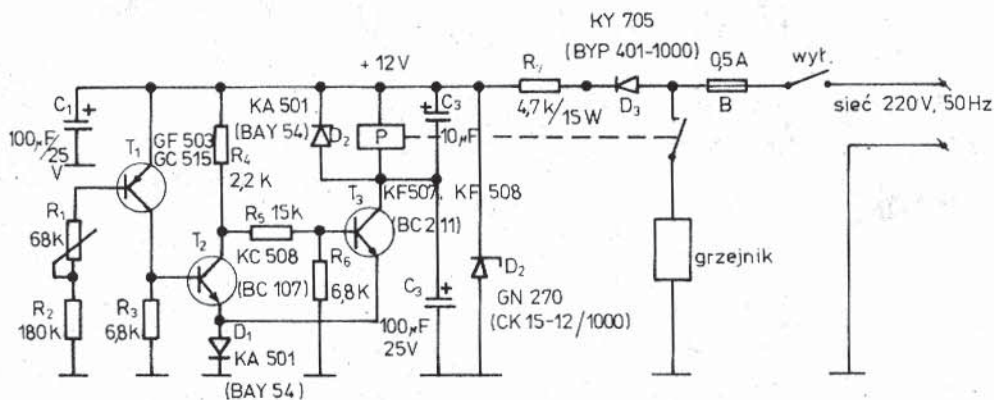 KY 705
(BYP 401-1000)
0,5A
wył.
+ 12V
C1
+
100µF/
25
V
KA 501
(BAY 54)
D2
P
C3
+
10µF
4,7k/15W
D3
B
sieć 220V, 50Hz
T1
GF 503
GC 515
R4
2,2 K
T3
KF507, KF 508
(BC 211)
R1
68K
R5 15K
T2
KC 508
(BC 107)
R6
6,8K
grzejnik
D2
GN 270
(CK 15-12/1000)
R2
180K
R3
6,8K
D1
KA 501
(BAY 54)
C3
+
100µF
25V